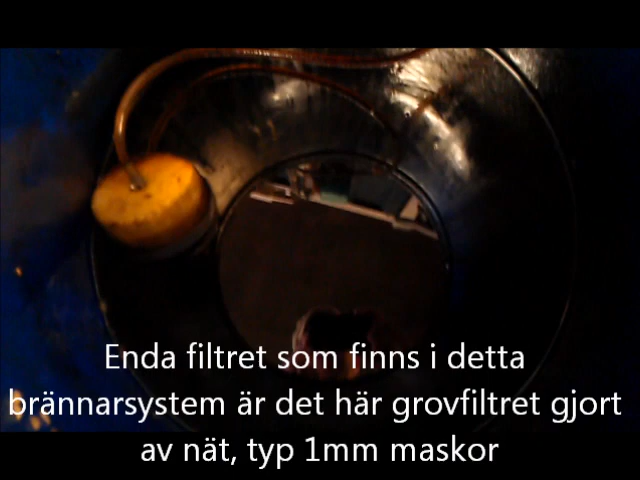 Enda filtret som finns i detta
brännarsystem är det här grovfiltret gjort
av nät, typ 1mm maskor